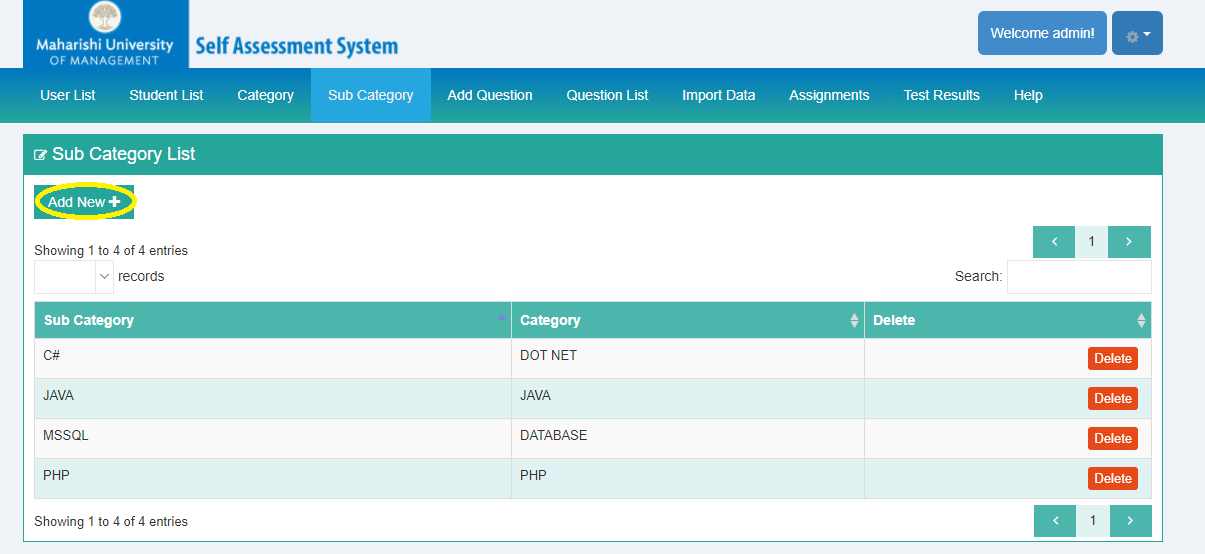 Maharishi University
OF MANAGEMENT
Self Assessment System
Welcome admin!
User List Student List Category Sub Category Add Question Question List Import Data Assignments Test Results Help
Sub Category List
Add New
Showing 1 to 4 of 4 entries
1
records
Search:
Sub Category Category Delete
C# DOT NET Delete
JAVA JAVA Delete
MSSQL DATABASE Delete
PHP PHP Delete
Showing 1 to 4 of 4 entries
1